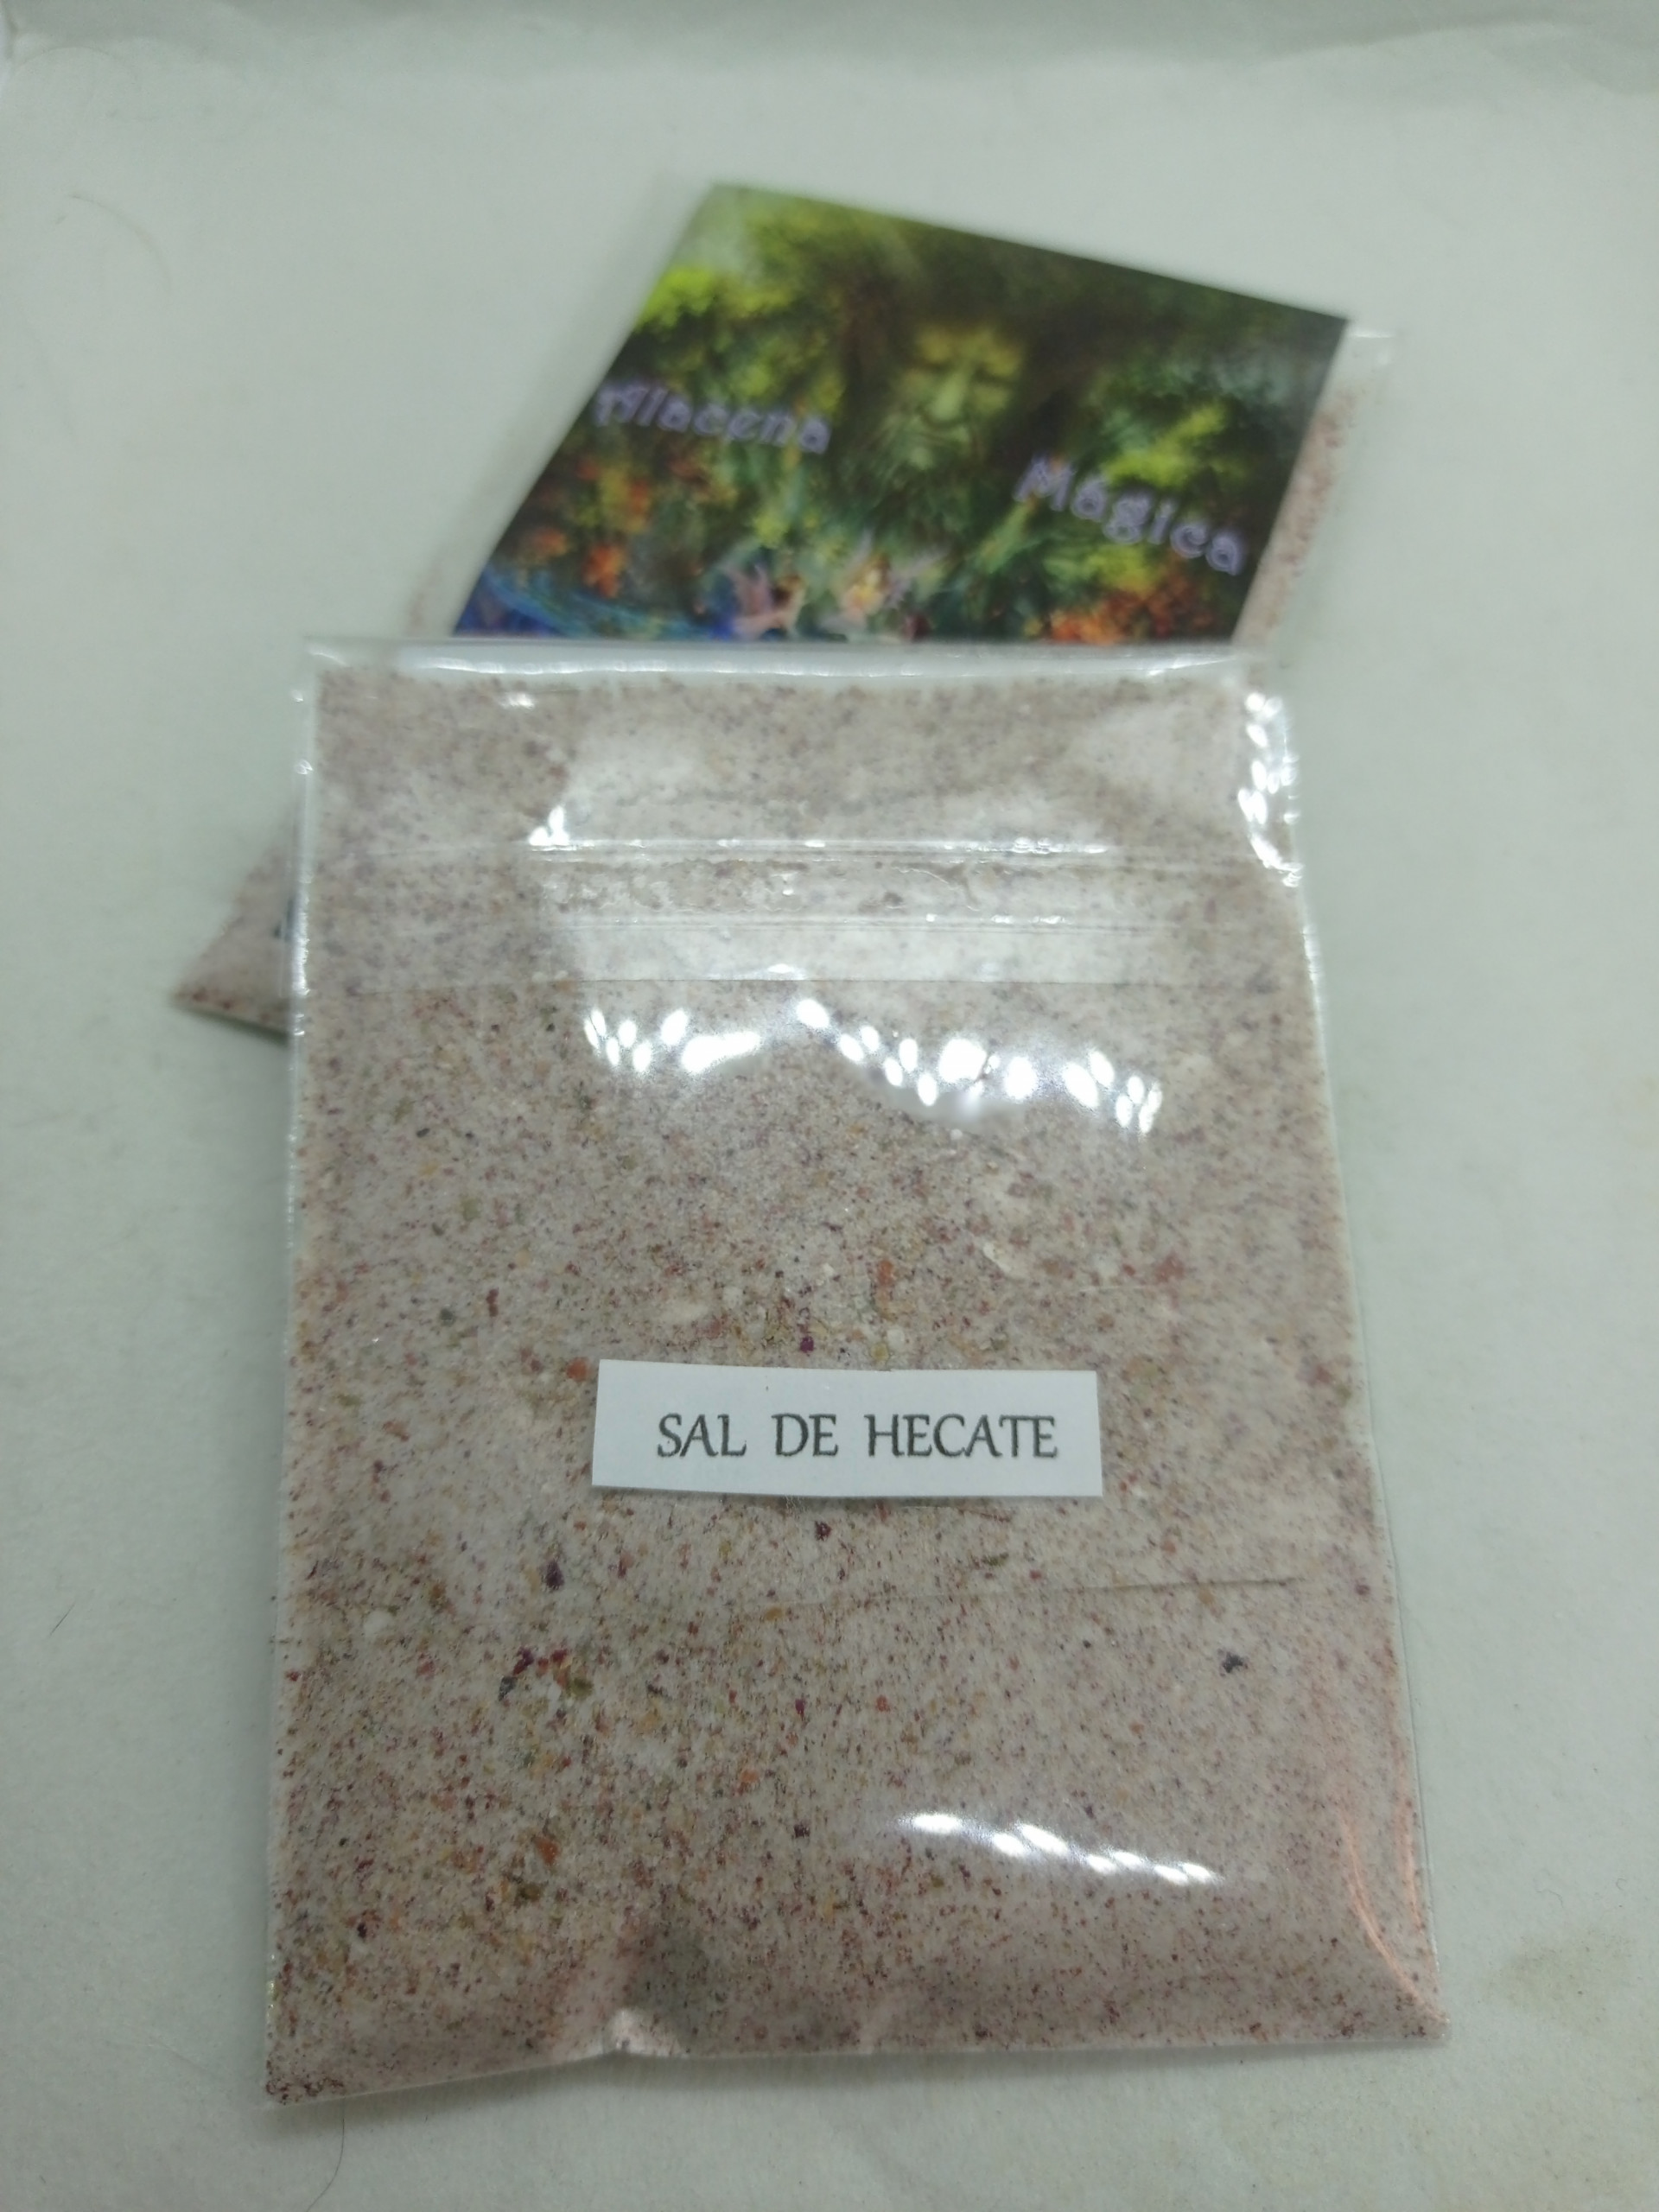 Alacena
Mágica
SAL DE HECATE